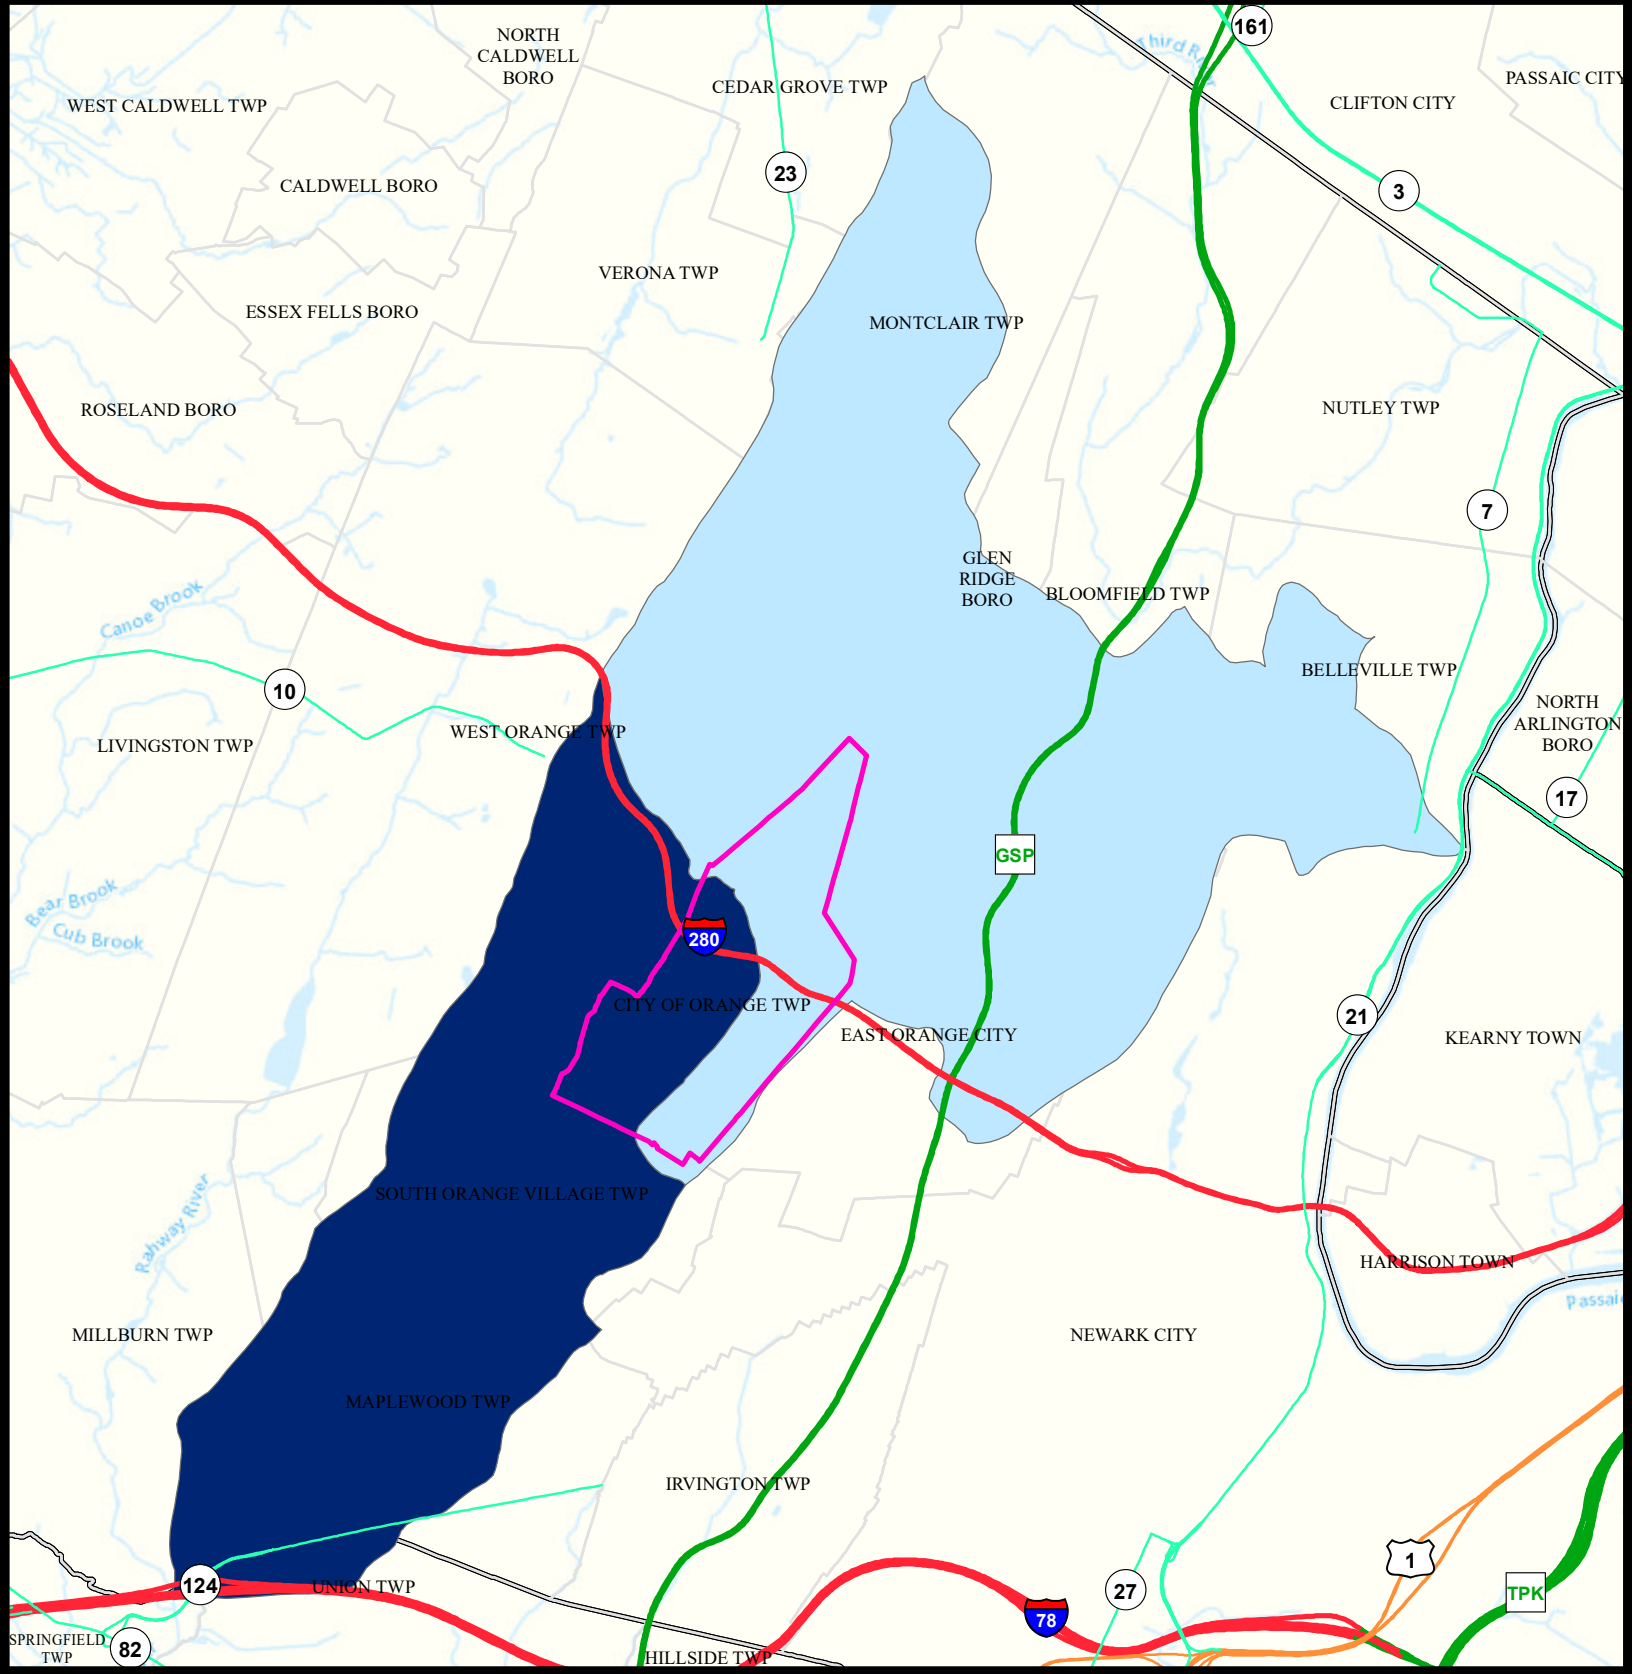 161
Third R
NORTH
CALDWELL
BORO
CEDAR GROVE TWP
PASSAIC CITY
WEST CALDWELL TWP
CLIFTON CITY
23
CALDWELL BORO
3
VERONA TWP
ESSEX FELLS BORO
MONTCLAIR TWP
ROSELAND BORO
NUTLEY TWP
7
GLEN
RIDGE
BORO
BLOOMFIELD TWP
Canoe Brook
BELLEVILLE TWP
10
NORTH
ARLINGTON
BORO
WEST ORANGE TWP
LIVINGSTON TWP
17
GSP
Bear Brook
Cub Brook
280
CITY OF ORANGE TWP
21
EAST ORANGE CITY
KEARNY TOWN
SOUTH ORANGE VILLAGE TWP
Rahway River
HARRISON TOWN
Passaic
MILLBURN TWP
NEWARK CITY
MAPLEWOOD TWP
IRVINGTON TWP
1
124
UNION TWP
27
TPK
78
SPRINGFIELD
TWP
82
HILLSIDE TWP